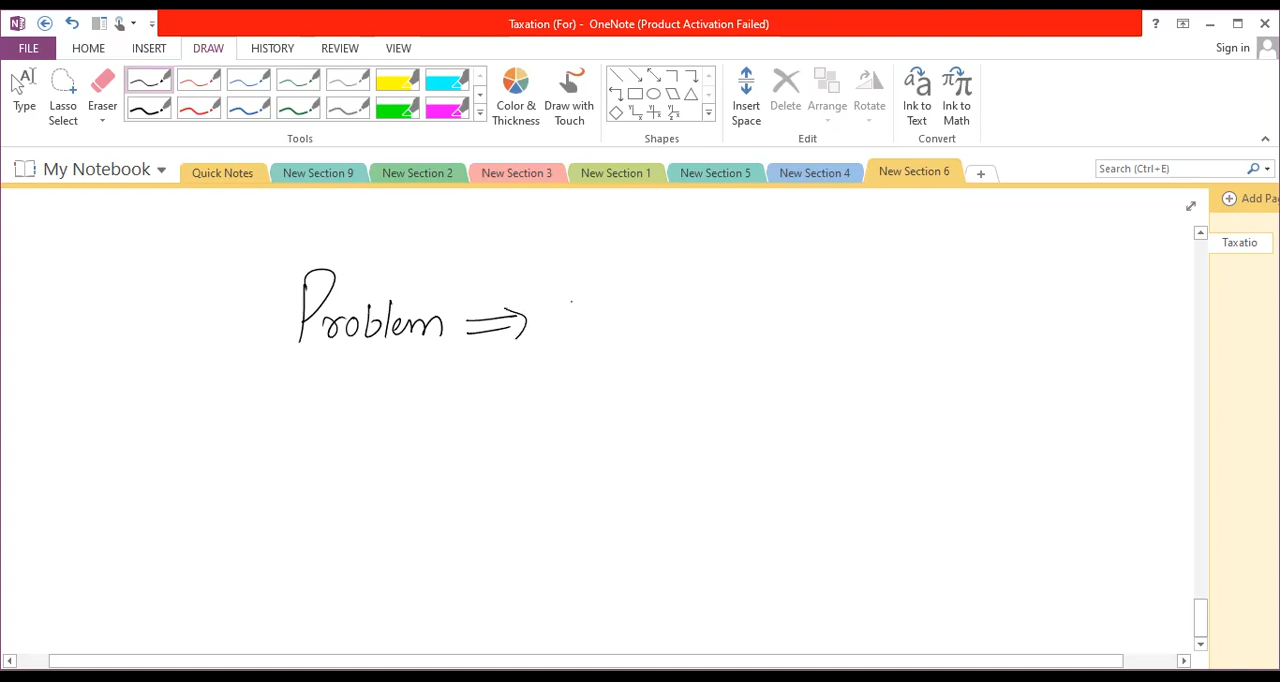 Taxation (For) - OneNote (Product Activation Failed)
?
FILE HOME INSERT DRAW HISTORY REVIEW VIEW
Sign in
Type
Lasso Select
Eraser
Color & Thickness
Draw with Touch
Insert Space
Delete
Arrange
Rotate
Ink to Text
Ink to Math
Tools Shapes Edit Convert
My Notebook Quick Notes New Section 9 New Section 2 New Section 3 New Section 1 New Section 5 New Section 4 New Section 6 Search (Ctrl+E)
Add Pag
Taxatio
Problem ⇒